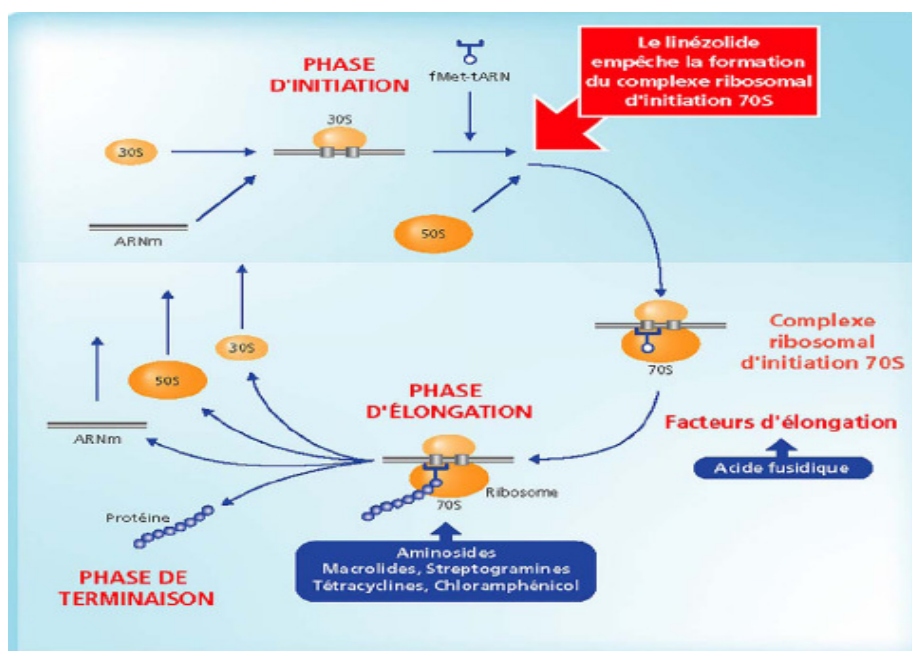 Le linézolide
empêche la formation
du complexe ribosomal
d'initiation 70S
PHASE
D'INITIATION
fMet-tARN
30S
30S
ARNm
50S
Complexe
ribosomal
d'initiation 70S
70S
30S
50S
ARNm
PHASE
D'ÉLONGATION
Facteurs d'élongation
Acide fusidique
Ribosome
70S
Protéine
PHASE DE
TERMINAISON
Aminosides
Macrolides, Streptogramines
Tétracyclines, Chloramphénicol